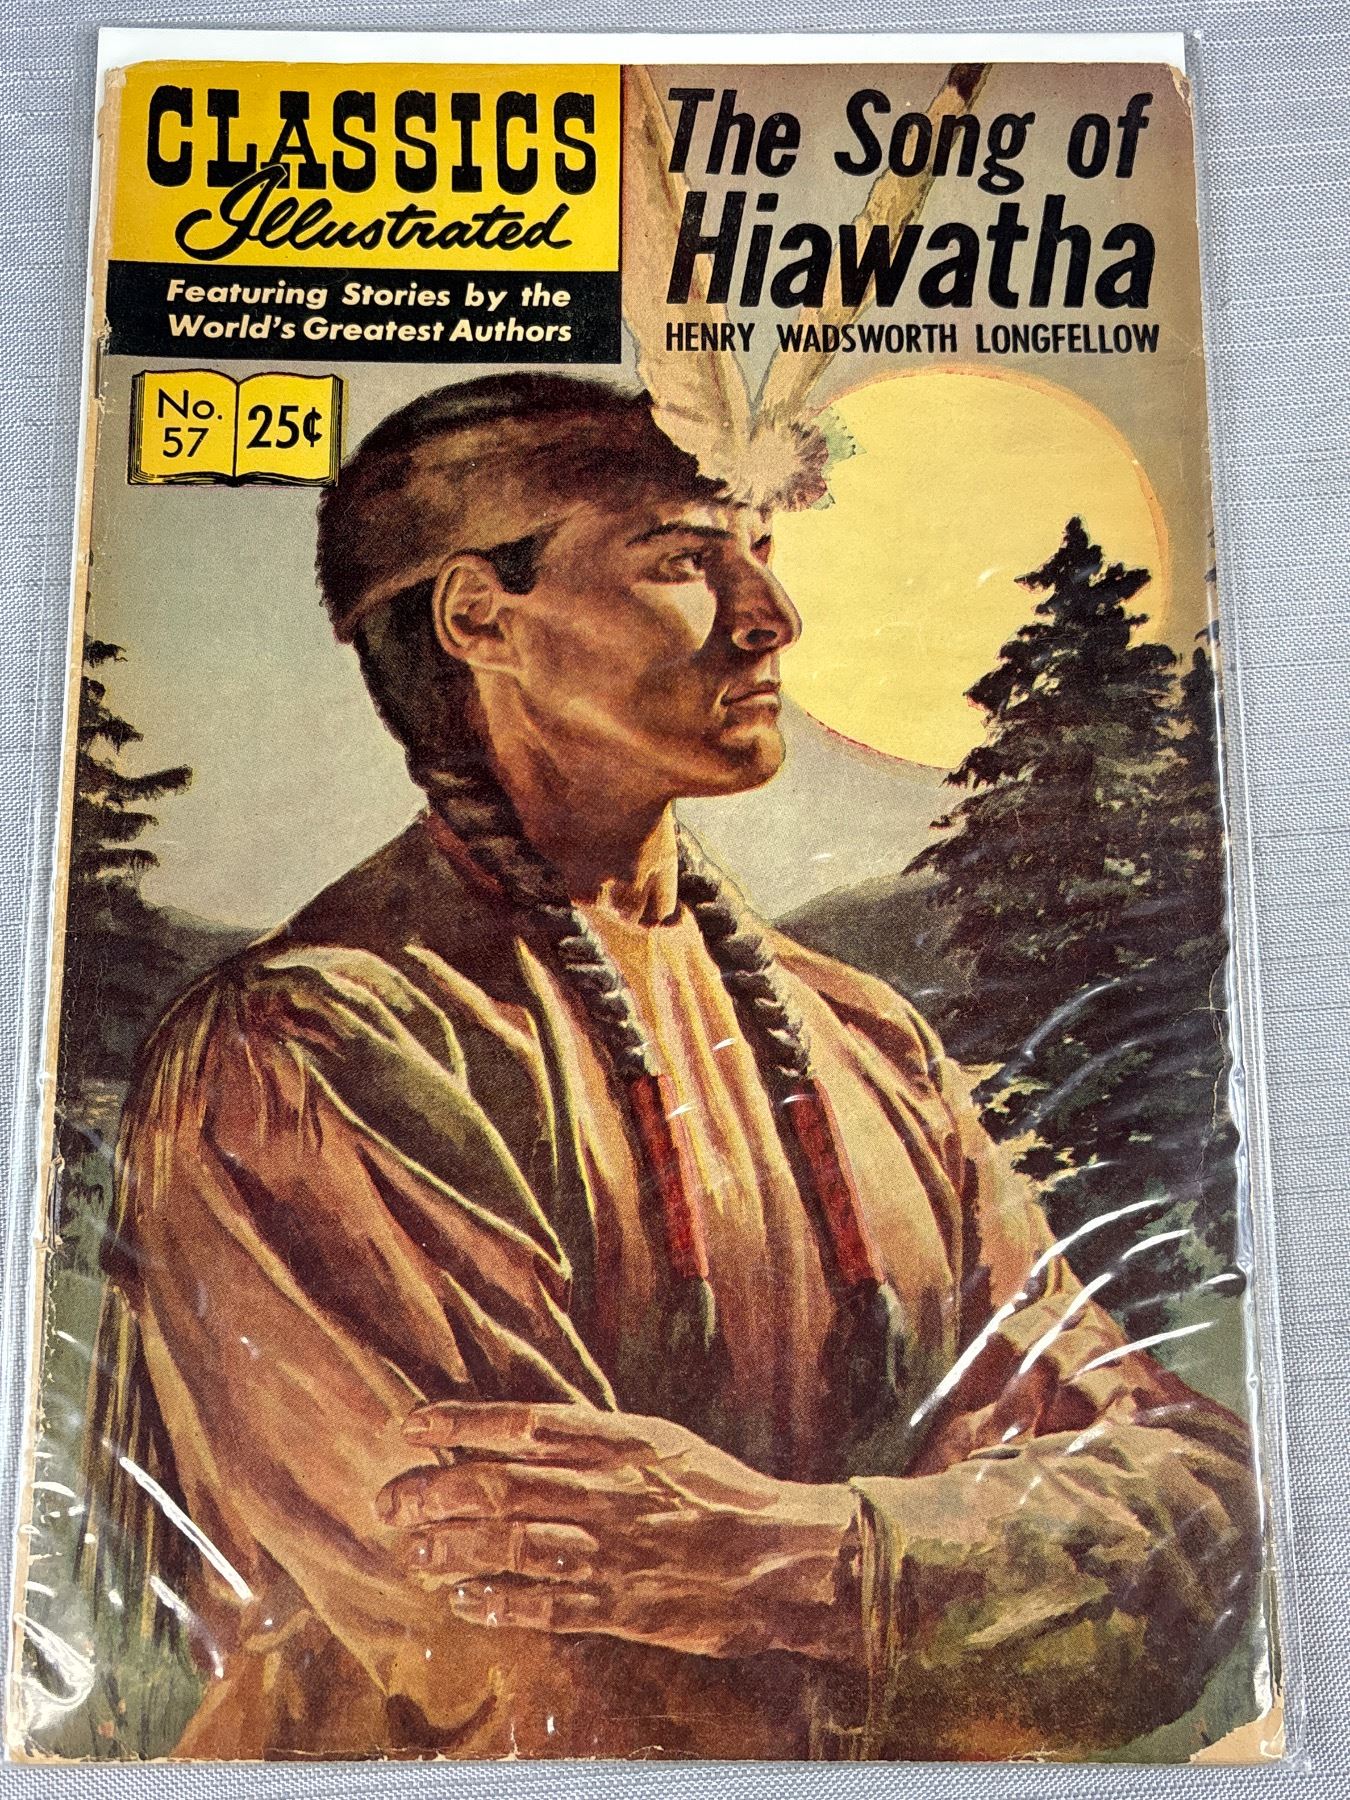 CLASSICS
Illustrated
Featuring Stories by the
World's Greatest Authors
No.
57
25¢
The Song of
Hiawatha
HENRY WADSWORTH LONGFELLOW